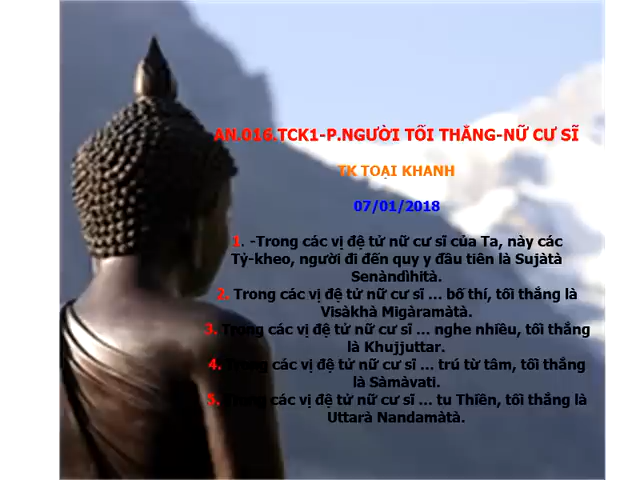 AN.016.TCK1-P.NGƯỜI TỐI THẮNG-NỮ CƯ SĨ
TK TOẠI KHANH
07/01/2018
1. -Trong các vị đệ tử nữ cư sĩ của Ta, này các
Tỷ-kheo, người đi đến quy y đầu tiên là Sujàtà
Senàndìhità.
2. Trong các vị đệ tử nữ cư sĩ ... bố thí, tối thắng là
Visàkhà Migàramàtà.
3. Trong các vị đệ tử nữ cư sĩ ... nghe nhiều, tối thắng
là Khujjuttar.
4. Trong các vị đệ tử nữ cư sĩ ... trú từ tâm, tối thắng
là Sàmàvati.
5. Trong các vị đệ tử nữ cư sĩ ... tu Thiền, tối thắng là
Uttarà Nandamàtà.